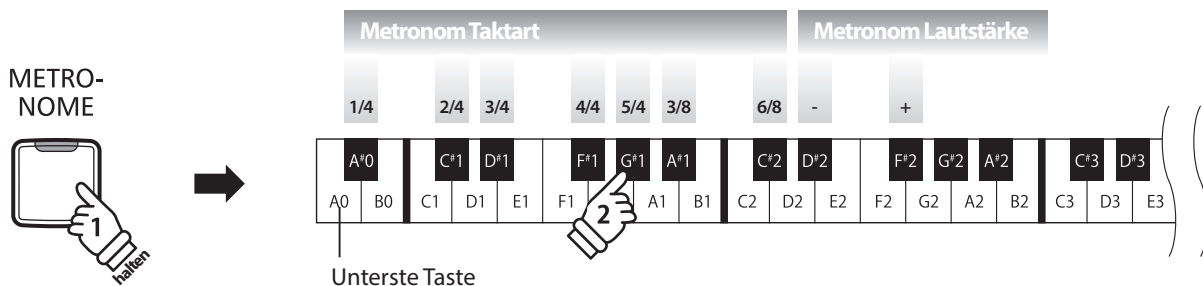 Metronom Taktart Metronom Lautstärke
METRO-
NOME
1/4 2/4 3/4 4/4 5/4 3/8 6/8 - +
A#0 C#1 D#1 F#1 G#1 A#1 C#2 D#2 F#2 G#2 A#2 C#3 D#3
A0 B0 C1 D1 E1 F1 A1 B1 C2 D2 E2 F2 G2 A2 B2 C3 D3 E3
1
2
halten
Unterste Taste